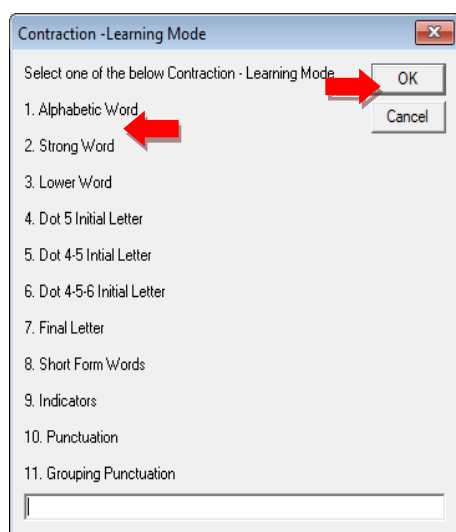 Contraction -Learning Mode
Select one of the below Contraction - Learning Mode
OK
1. Alphabetic Word
Cancel
2. Strong Word
3. Lower Word
4. Dot 5 Initial Letter
5. Dot 4-5 Intial Letter
6. Dot 4-5-6 Initial Letter
7. Final Letter
8. Short Form Words
9. Indicators
10. Punctuation
11. Grouping Punctuation